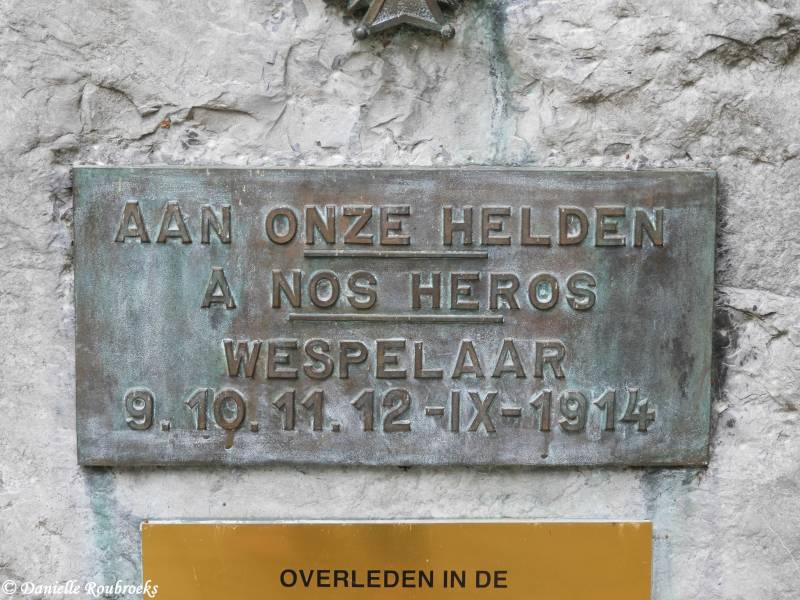 AAN ONZE HELDEN
A NOS HEROS
WESPELAAR
9.10.11.12-IX-1914
OVERLEDEN IN DE
© Danielle Roubroeks